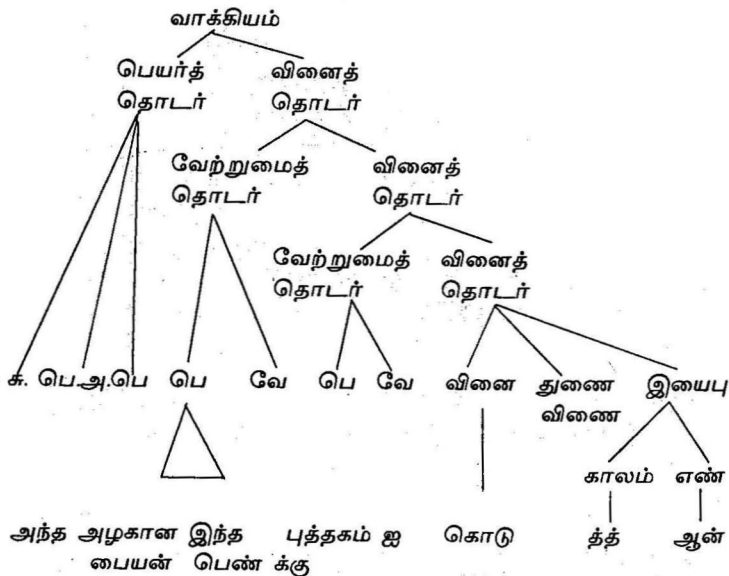 வாக்கியம்
பெயர்த் வினைத்
தொடர் தொடர்
வேற்றுமைத் வினைத்
தொடர் தொடர்
வேற்றுமைத் வினைத்
தொடர் தொடர்
சு. பெ.அ.பெ பெ வே பெ வே வினை துணை இயைபு
விணை
காலம் எண்
அந்த அழகான இந்த புத்தகம் ஐ கொடு த்த் ஆன்
பையன் பெண் க்கு